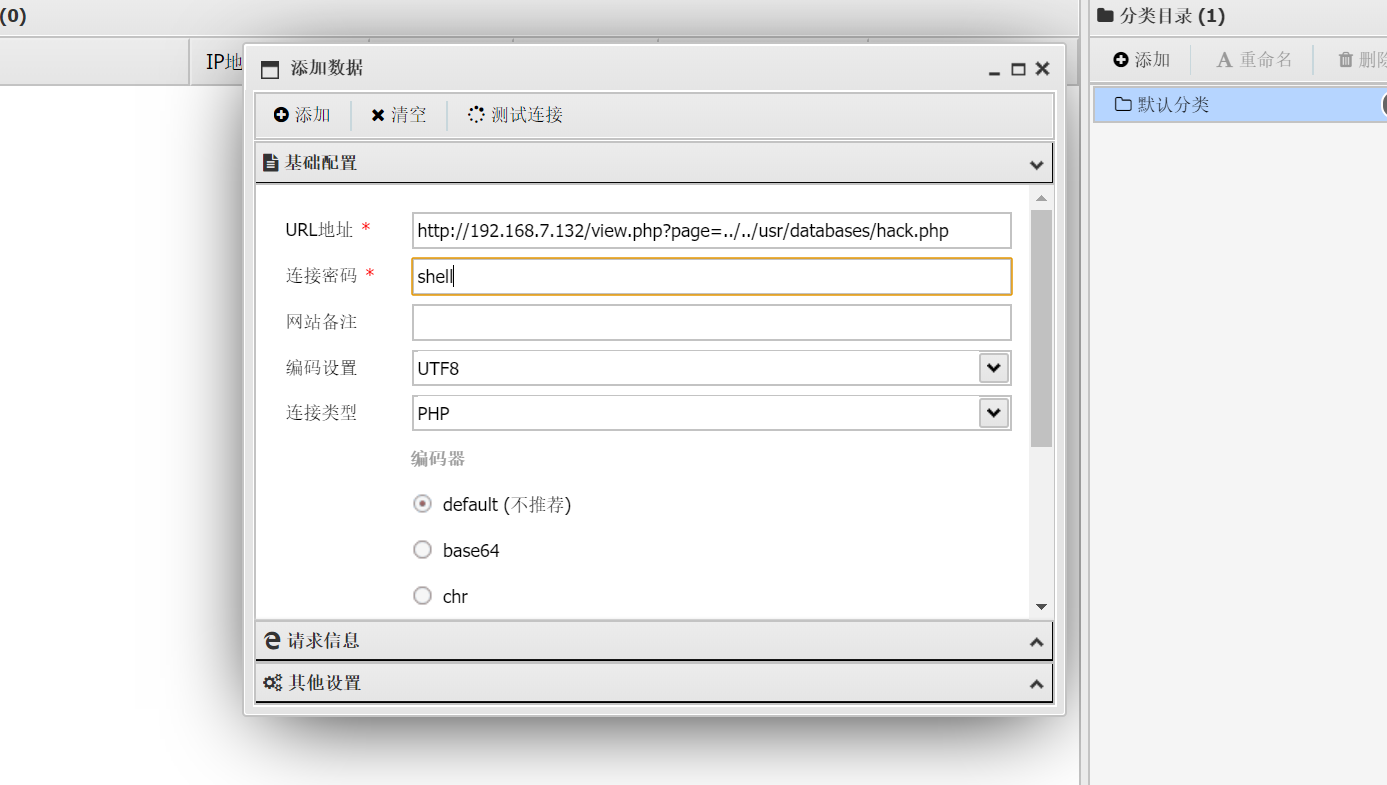 (0)
分类目录 (1)
IP地
添加 重命名 删除
默认分类
添加数据
添加 清空 测试连接
基础配置
URL地址 * http://192.168.7.132/view.php?page=../../usr/databases/hack.php
连接密码 * shell
网站备注
编码设置 UTF8
连接类型 PHP
编码器
default (不推荐)
base64
chr
请求信息
其他设置